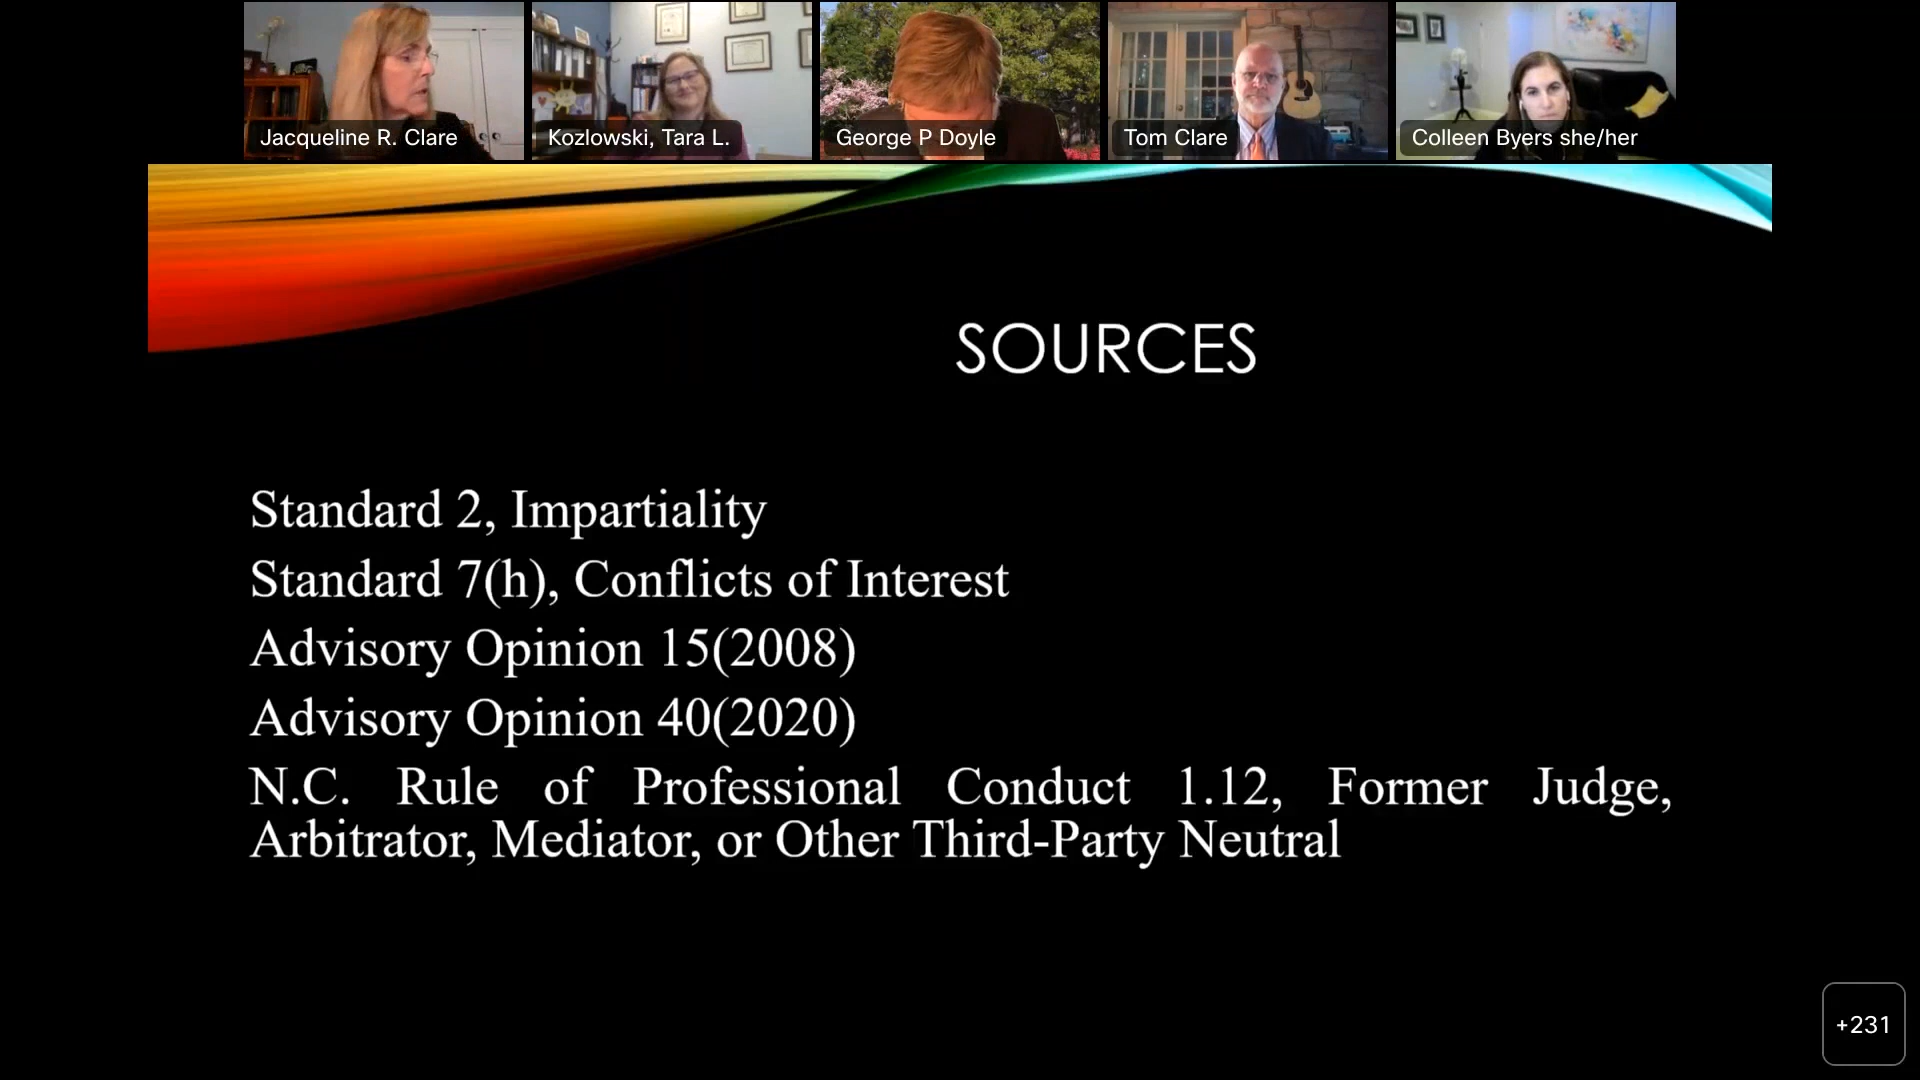 Jacqueline R. Clare
Kozlowski, Tara L.
George P Doyle
Tom Clare
Colleen Byers she/her
SOURCES
Standard 2, Impartiality
Standard 7(h), Conflicts of Interest
Advisory Opinion 15(2008)
Advisory Opinion 40(2020)
N.C. Rule of Professional Conduct 1.12, Former Judge,
Arbitrator, Mediator, or Other Third-Party Neutral
+231